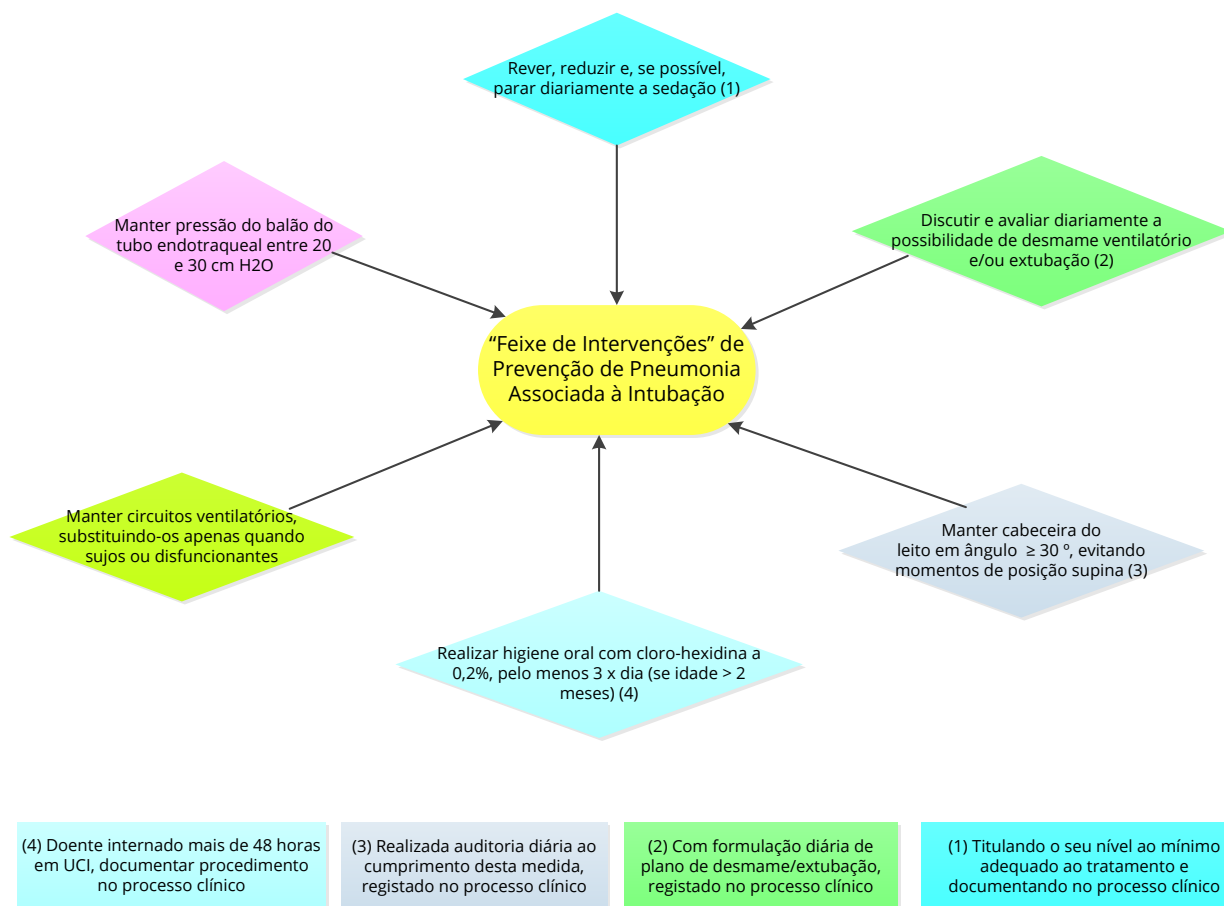 Rever, reduzir e, se possível,
parar diariamente a sedação (1)
Manter pressão do balão do
tubo endotraqueal entre 20
e 30 cm H2O
Discutir e avaliar diariamente a
possibilidade de desmame ventilatório
e/ou extubação (2)
“Feixe de Intervenções” de
Prevenção de Pneumonia
Associada à Intubação
Manter circuitos ventilatórios,
substituindo-os apenas quando
sujos ou disfuncionantes
Manter cabeceira do
leito em ângulo ≥ 30 º, evitando
momentos de posição supina (3)
Realizar higiene oral com cloro-hexidina a
0,2%, pelo menos 3 x dia (se idade > 2
meses) (4)
(4) Doente internado mais de 48 horas
em UCI, documentar procedimento
no processo clínico
(3) Realizada auditoria diária ao
cumprimento desta medida,
registado no processo clínico
(2) Com formulação diária de
plano de desmame/extubação,
registado no processo clínico
(1) Titulando o seu nível ao mínimo
adequado ao tratamento e
documentando no processo clínico